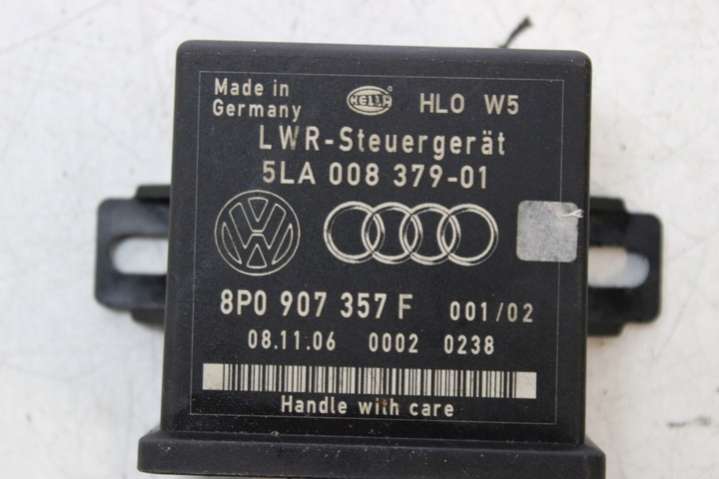 Made in
Germany
HELLA HLO W5
LWR-Steuergerät
5LA 008 379-01
8P0 907 357 F 001/02
08.11.06 0002 0238
Handle with care